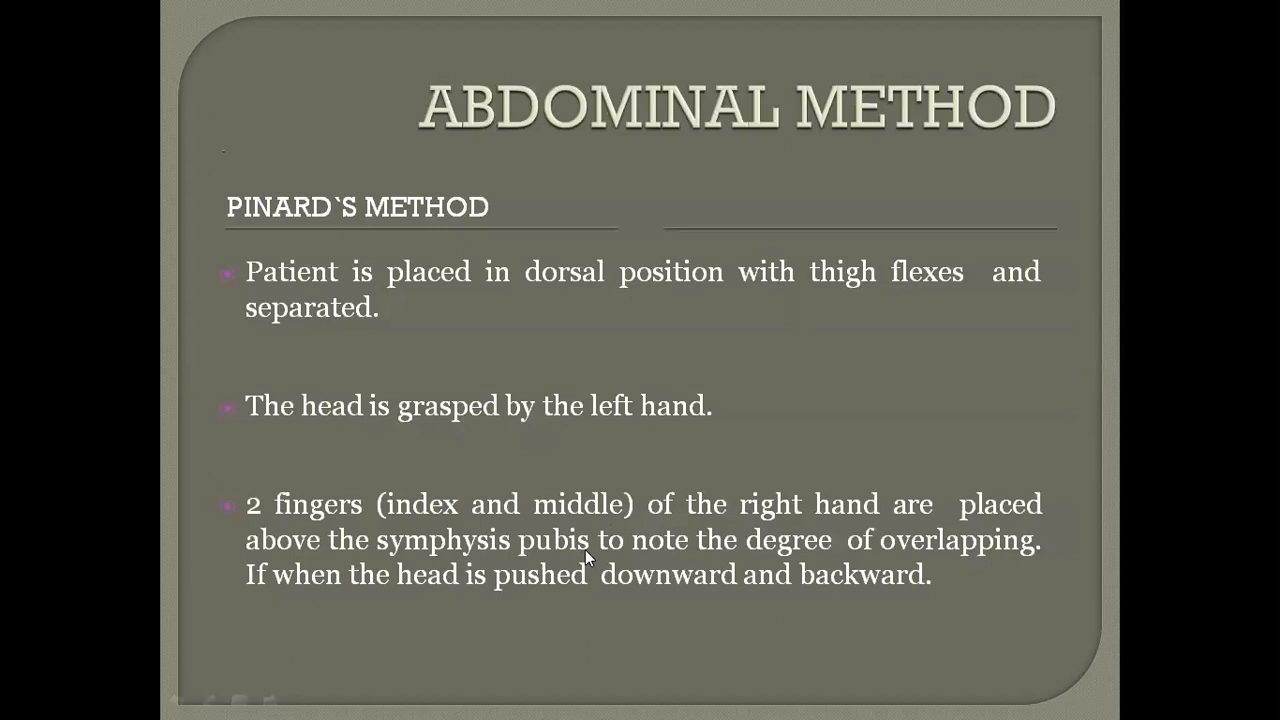 ABDOMINAL METHOD
PINARD`S METHOD
Patient is placed in dorsal position with thigh flexes and
separated.
The head is grasped by the left hand.
2 fingers (index and middle) of the right hand are placed
above the symphysis pubis to note the degree of overlapping.
If when the head is pushed downward and backward.